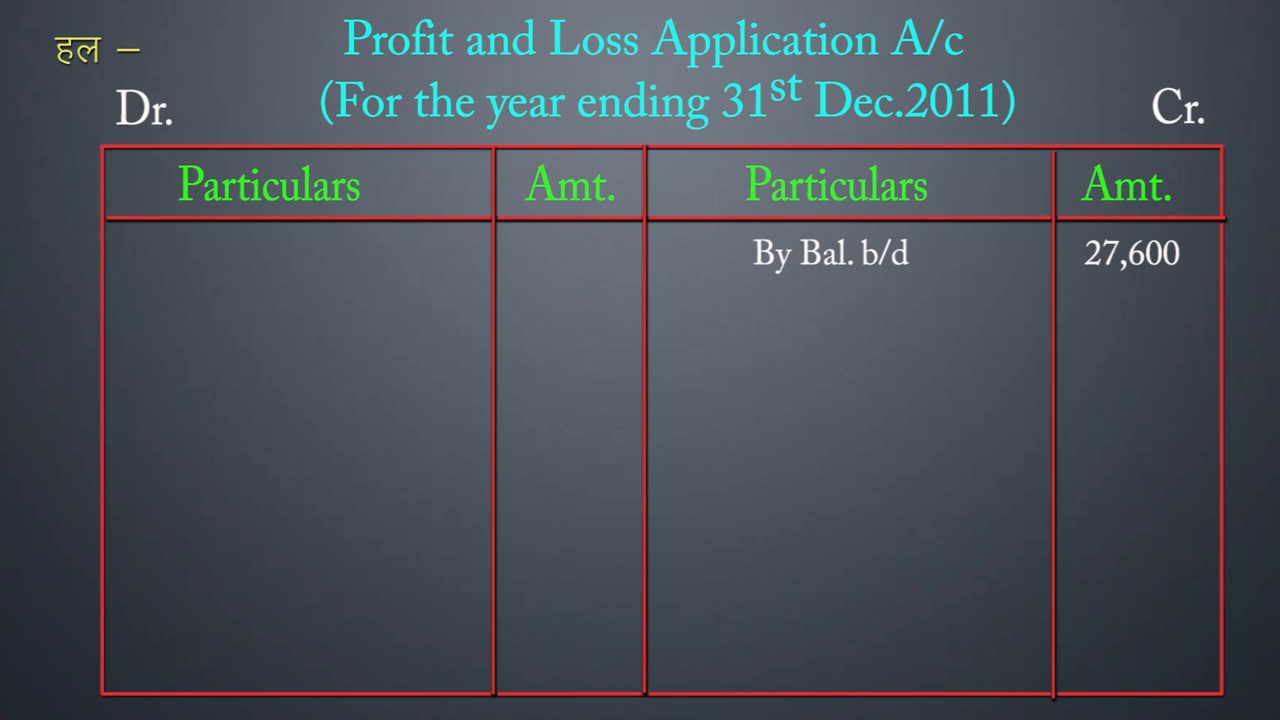 हल –
Profit and Loss Application A/c
(For the year ending 31st Dec.2011)
Dr.
Cr.
Particulars Amt. Particulars Amt.
By Bal. b/d 27,600